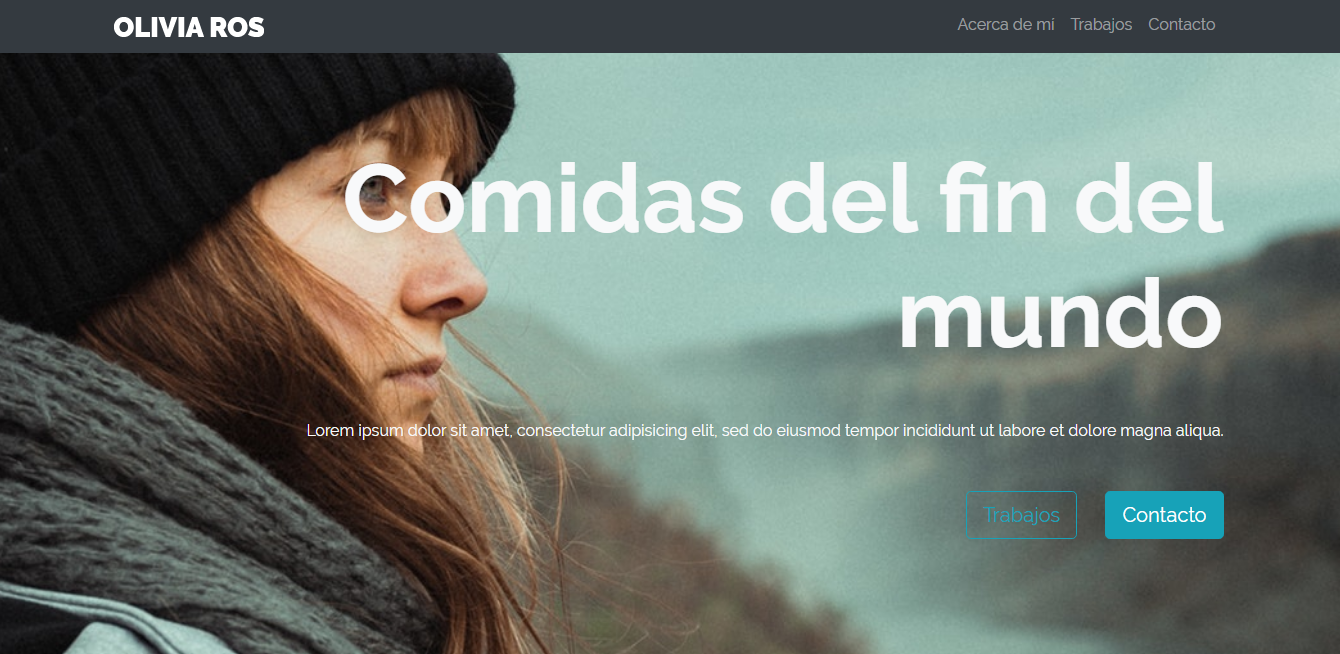 OLIVIA ROS
Acerca de mi Trabajos Contacto
Comidas del fin del
mundo
Lorem ipsum dolor sit amet, consectetur adipisicing elit, sed do eiusmod tempor incididunt ut labore et dolore magna aliqua.
Trabajos Contacto